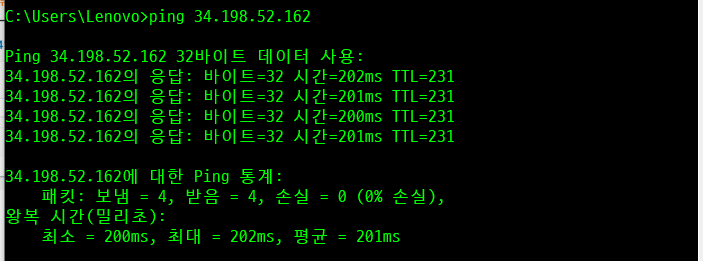 C:\Users\Lenovo>ping 34.198.52.162
Ping 34.198.52.162 32바이트 데이터 사용:
34.198.52.162의 응답: 바이트=32 시간=202ms TTL=231
34.198.52.162의 응답: 바이트=32 시간=201ms TTL=231
34.198.52.162의 응답: 바이트=32 시간=200ms TTL=231
34.198.52.162의 응답: 바이트=32 시간=201ms TTL=231
34.198.52.162에 대한 Ping 통계:
패킷: 보냄 = 4, 받음 = 4, 손실 = 0 (0% 손실),
왕복 시간(밀리초):
최소 = 200ms, 최대 = 202ms, 평균 = 201ms